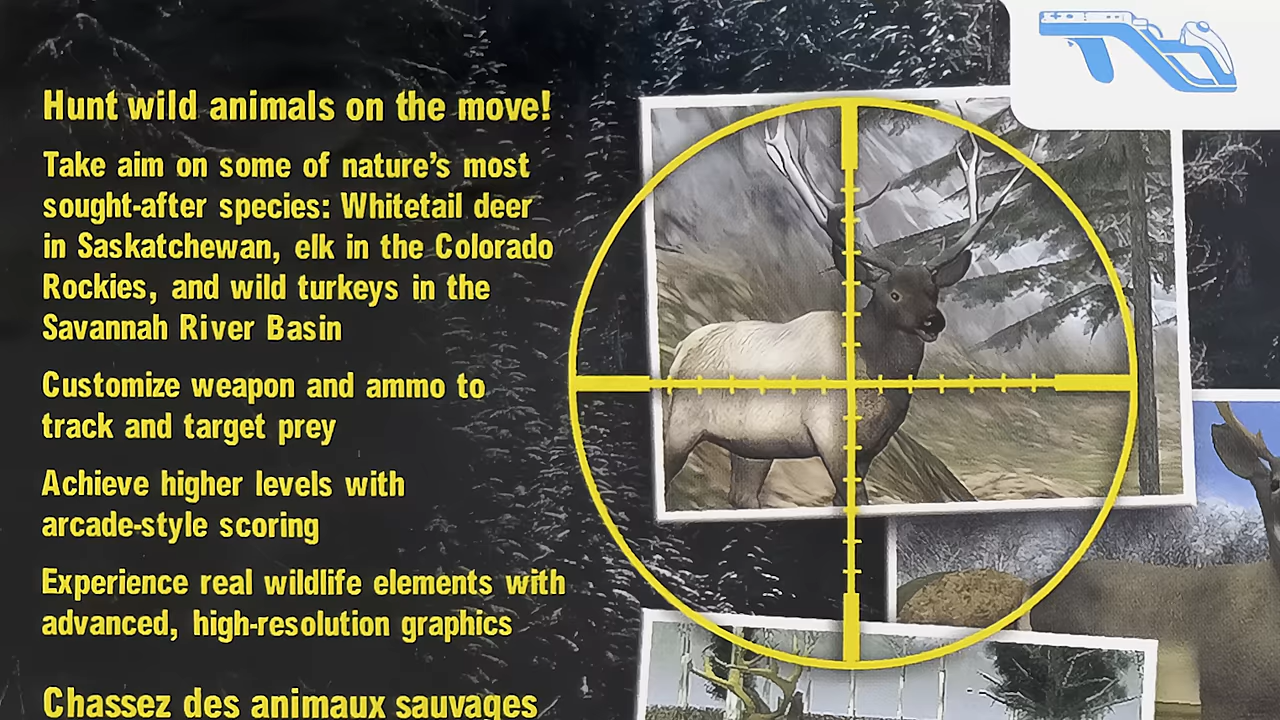 Hunt wild animals on the move!
Take aim on some of nature's most
sought-after species: Whitetail deer
in Saskatchewan, elk in the Colorado
Rockies, and wild turkeys in the
Savannah River Basin
Customize weapon and ammo to
track and target prey
Achieve higher levels with
arcade-style scoring
Experience real wildlife elements with
advanced, high-resolution graphics
Chassez des animaux sauvages